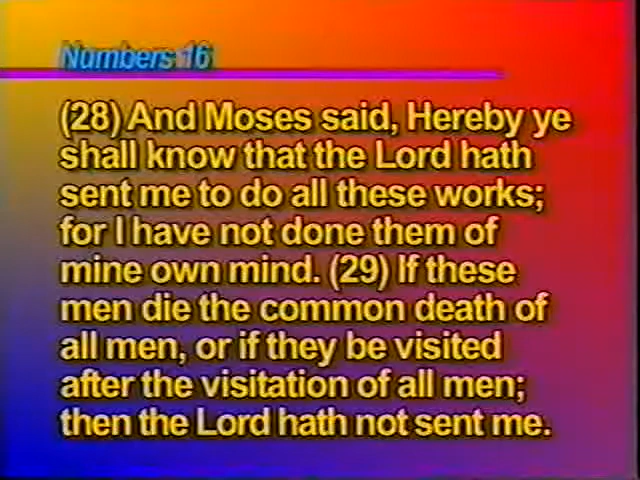 Numbers 16
(28) And Moses said, Hereby ye
shall know that the Lord hath
sent me to do all these works;
for I have not done them of
mine own mind. (29) If these
men die the common death of
all men, or if they be visited
after the visitation of all men;
then the Lord hath not sent me.